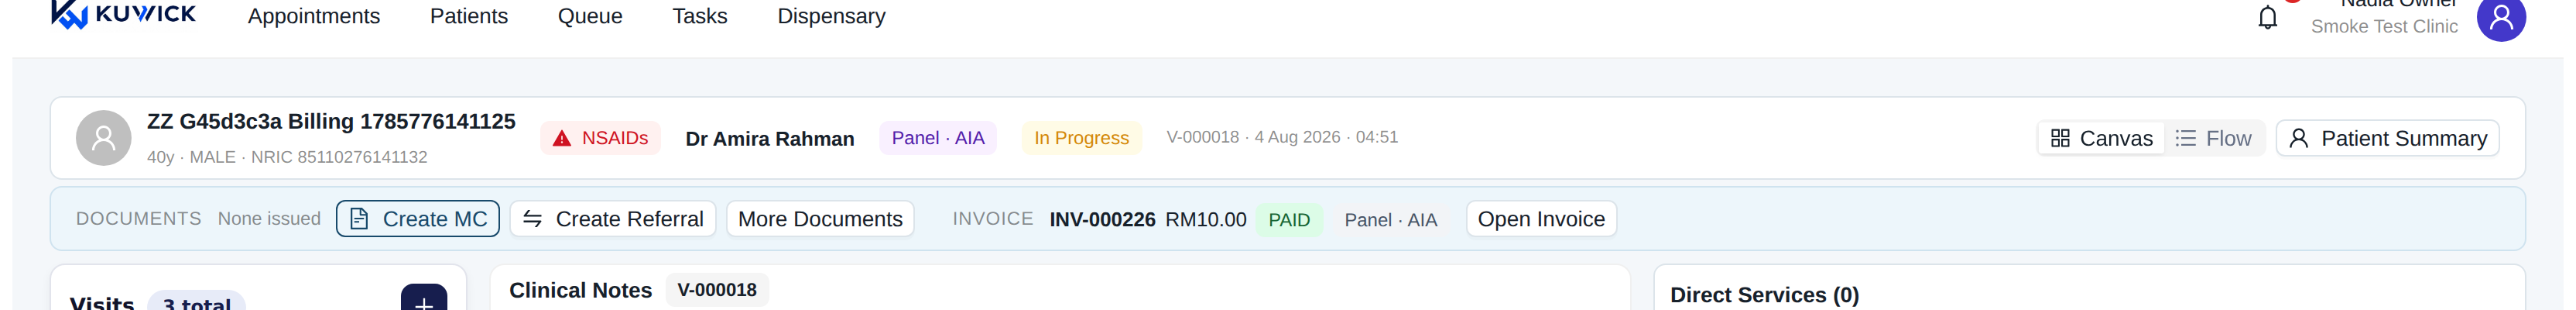 KUWICK Appointments Patients Queue Tasks Dispensary
Nadia Owner
Smoke Test Clinic
ZZ G45d3c3a Billing 1785776141125
40y · MALE · NRIC 85110276141132
NSAIDs Dr Amira Rahman Panel · AIA In Progress V-000018 · 4 Aug 2026 · 04:51 Canvas Flow Patient Summary
DOCUMENTS None issued Create MC Create Referral More Documents INVOICE INV-000226 RM10.00 PAID Panel · AIA Open Invoice
Visits 3 total
Clinical Notes V-000018
Direct Services (0)